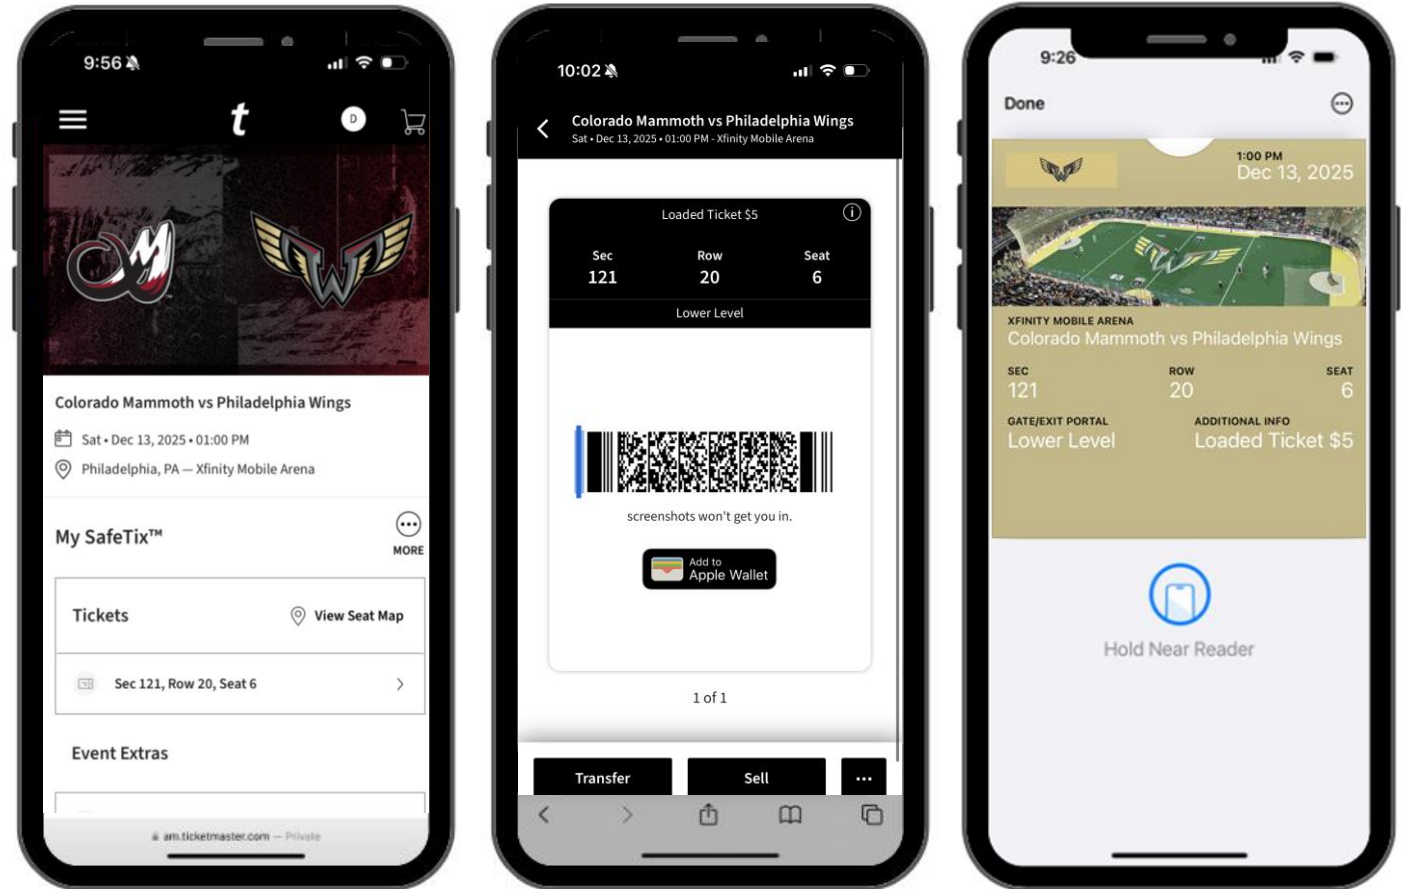 9:56
t
D
Colorado Mammoth vs Philadelphia Wings
Sat • Dec 13, 2025 • 01:00 PM
Philadelphia, PA — Xfinity Mobile Arena
My SafeTix™
MORE
Tickets
View Seat Map
Sec 121, Row 20, Seat 6
Event Extras
am.ticketmaster.com — Private
10:02
Colorado Mammoth vs Philadelphia Wings
Sat • Dec 13, 2025 • 01:00 PM - Xfinity Mobile Arena
Loaded Ticket $5
Sec Row Seat
121 20 6
Lower Level
screenshots won't get you in.
Add to
Apple Wallet
1 of 1
Transfer Sell ...
9:26
Done
1:00 PM
Dec 13, 2025
XFINITY MOBILE ARENA
Colorado Mammoth vs Philadelphia Wings
SEC ROW SEAT
121 20 6
GATE/EXIT PORTAL ADDITIONAL INFO
Lower Level Loaded Ticket $5
Hold Near Reader